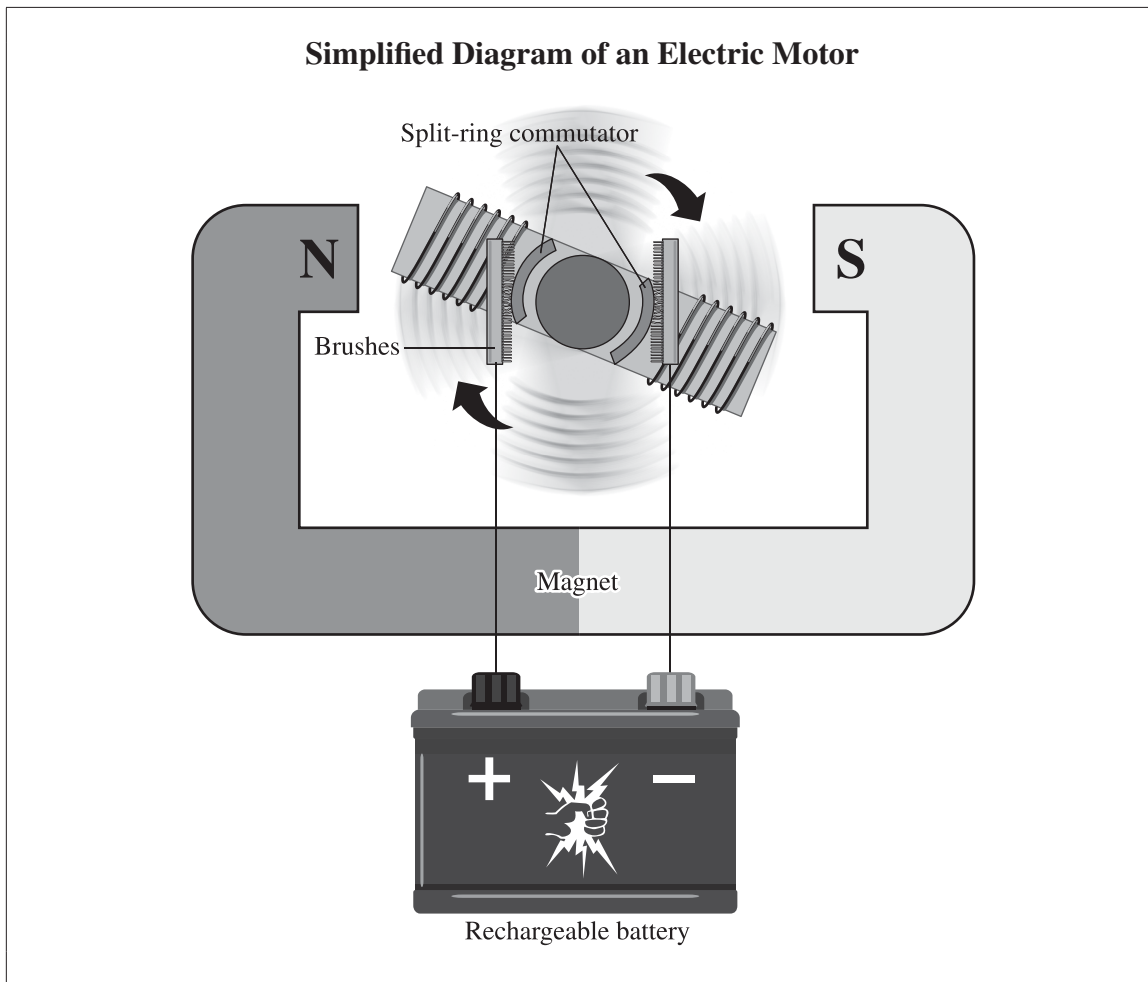 Simplified Diagram of an Electric Motor
Split-ring commutator
N
S
Brushes
Magnet
+ −
Rechargeable battery